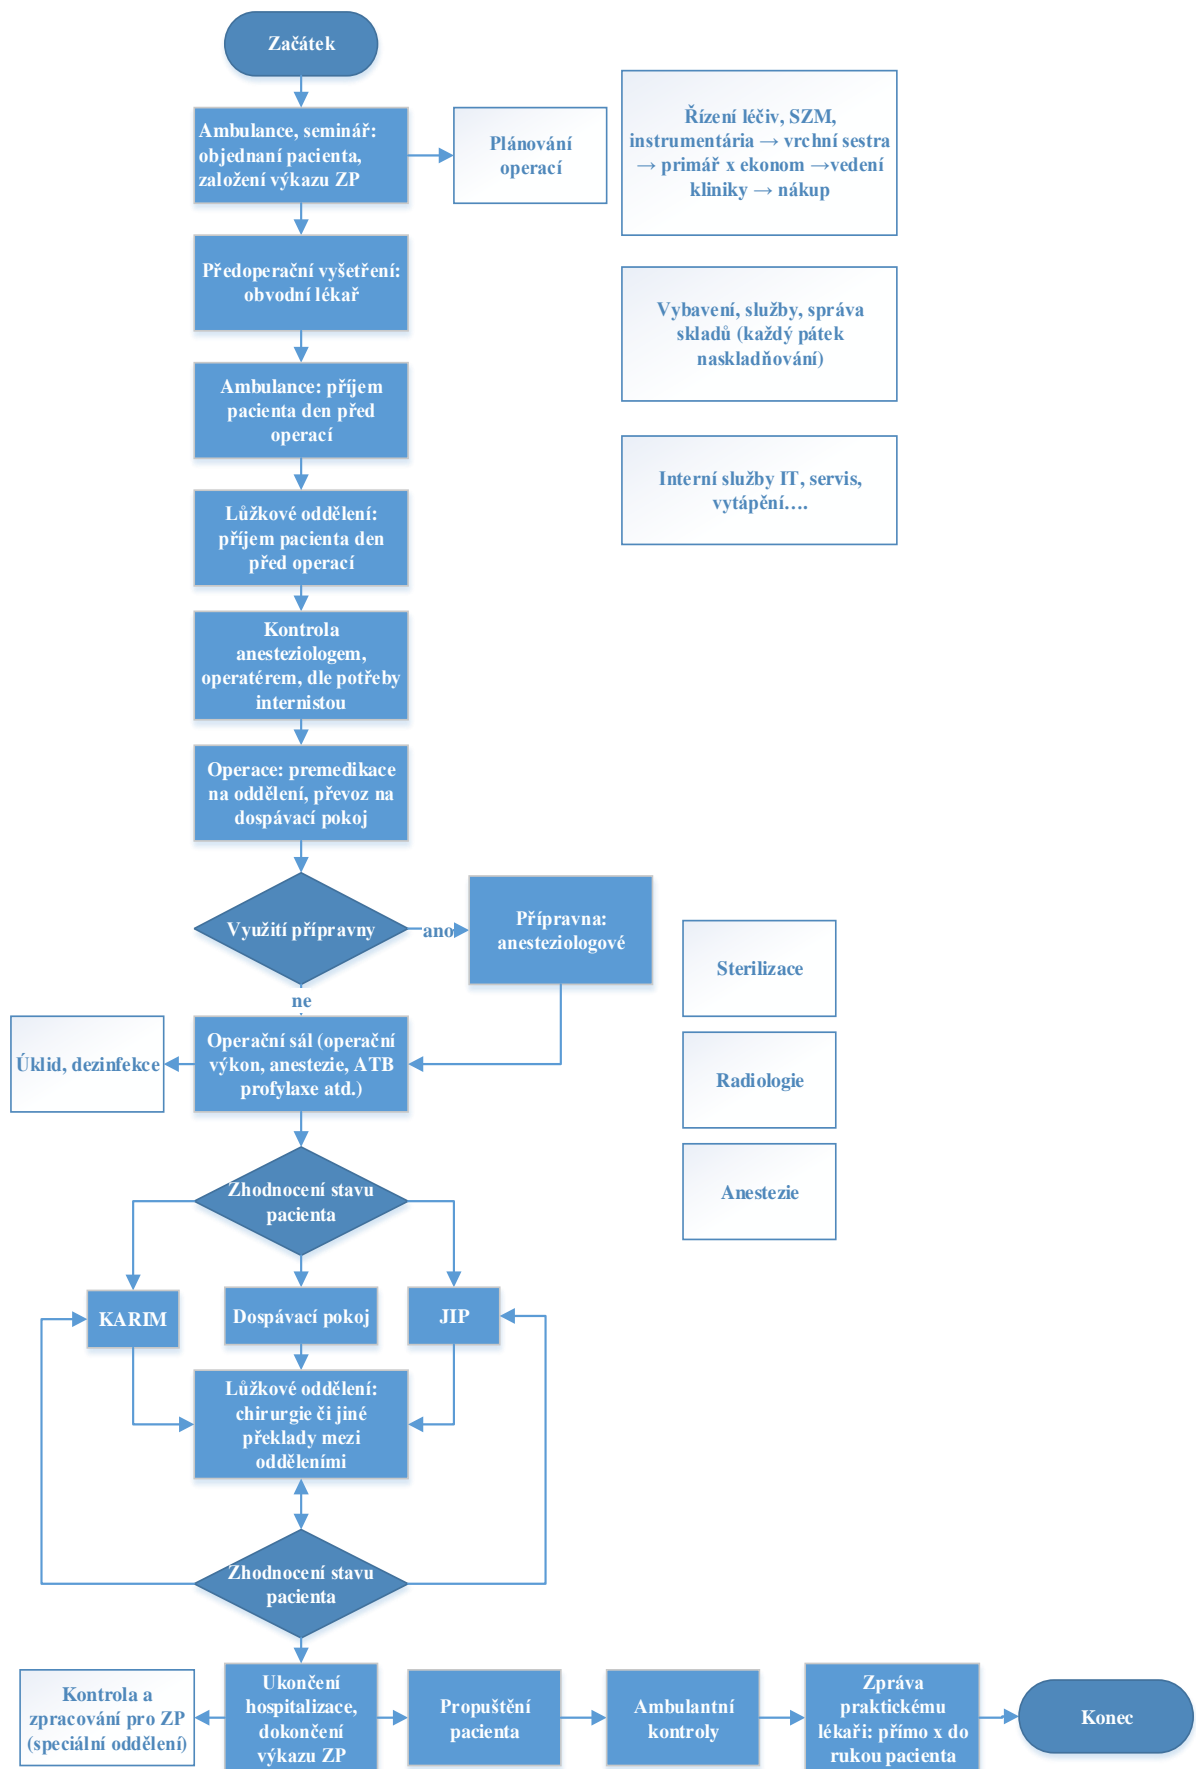 Začátek
Ambulance, seminář:
objednaní pacienta,
založení výkazu ZP
Plánování
operací
Řízení léčiv, SZM,
instrumentária → vrchní sestra
→ primář x ekonom →vedení
kliniky → nákup
Předoperační vyšetření:
obvodní lékař
Vybavení, služby, správa
skladů (každý pátek
naskladňování)
Ambulance: příjem
pacienta den před
operací
Interní služby IT, servis,
vytápění….
Lůžkové oddělení:
příjem pacienta den
před operací
Kontrola
anesteziologem,
operatérem, dle potřeby
internistou
Operace: premedikace
na oddělení, převoz na
dospávací pokoj
Využití přípravny
ano
Přípravna:
anesteziologové
Sterilizace
ne
Úklid, dezinfekce
Operační sál (operační
výkon, anestezie, ATB
profylaxe atd.)
Radiologie
Anestezie
Zhodnocení stavu
pacienta
KARIM
Dospávací pokoj
JIP
Lůžkové oddělení:
chirurgie či jiné
překlady mezi
odděleními
Zhodnocení stavu
pacienta
Kontrola a
zpracování pro ZP
(speciální oddělení)
Ukončení
hospitalizace,
dokončení
výkazu ZP
Propuštění
pacienta
Ambulantní
kontroly
Zpráva
praktickému
lékaři: přímo x do
rukou pacienta
Konec